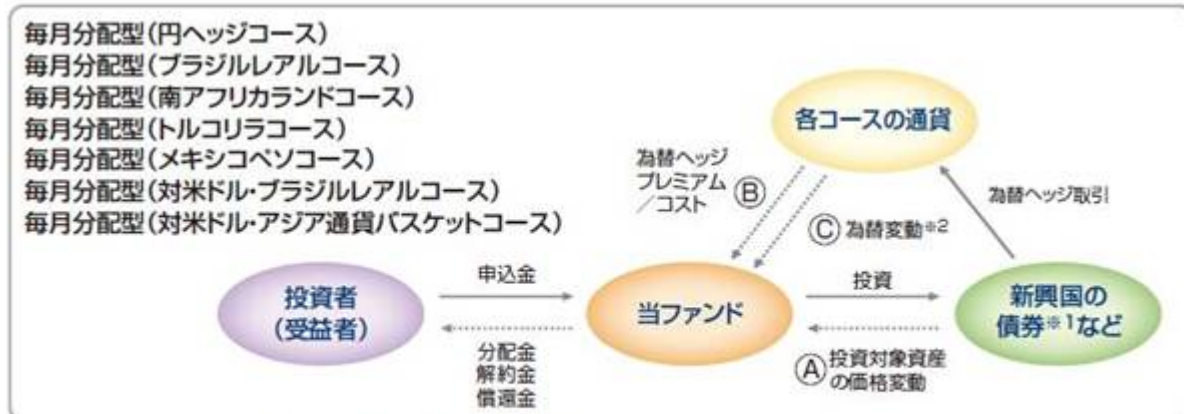 毎月分配型(円ヘッジコース)
毎月分配型(ブラジルレアルコース)
毎月分配型(南アフリカランドコース)
毎月分配型(トルコリラコース)
毎月分配型(メキシコペソコース)
毎月分配型(対米ドル・ブラジルレアルコース)
毎月分配型(対米ドル・アジア通貨バスケットコース)
各コースの通貨
為替ヘッジ
プレミアム
/コスト
Ⓑ
Ⓒ 為替変動※2
為替ヘッジ取引
投資者
(受益者)
申込金
分配金
解約金
償還金
当ファンド
投資
Ⓐ 投資対象資産
の価格変動
新興国の
債券※1など